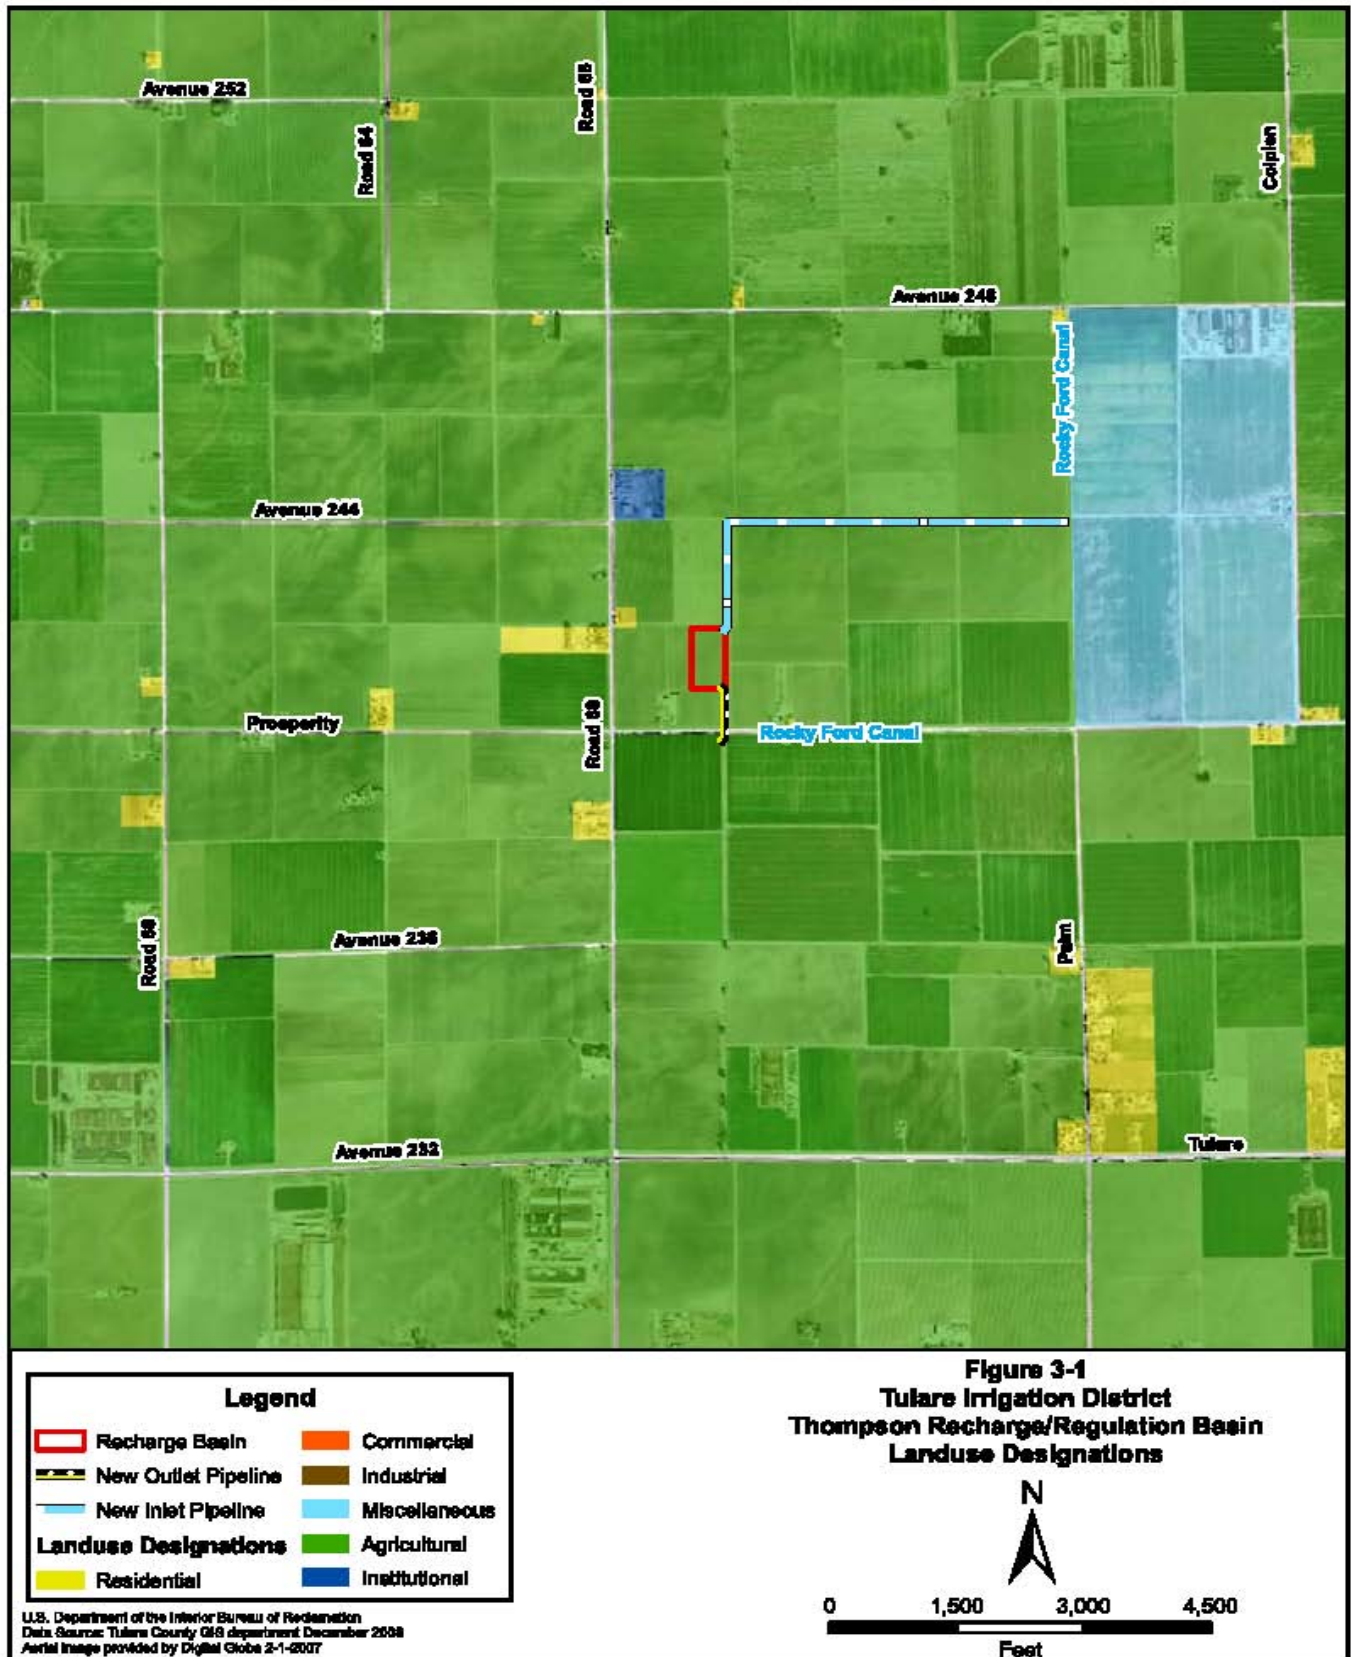 Avenue 252
Road 64
Road 68
Colpien
Avenue 248
Rocky Ford Canal
Avenue 244
Prosperity
Road 68
Rocky Ford Canal
Road 60
Avenue 236
Palm
Avenue 232
Tulare
Legend
Recharge Basin
New Outlet Pipeline
New Inlet Pipeline
Landuse Designations
Residential
Commercial
Industrial
Miscellaneous
Agricultural
Institutional
U.S. Department of the Interior Bureau of Reclamation
Data Source: Tulare County GIS department December 2008
Aerial image provided by Digital Globe 2-1-2007
Figure 3-1
Tulare Irrigation District
Thompson Recharge/Regulation Basin
Landuse Designations
N
0 1,500 3,000 4,500
Feet